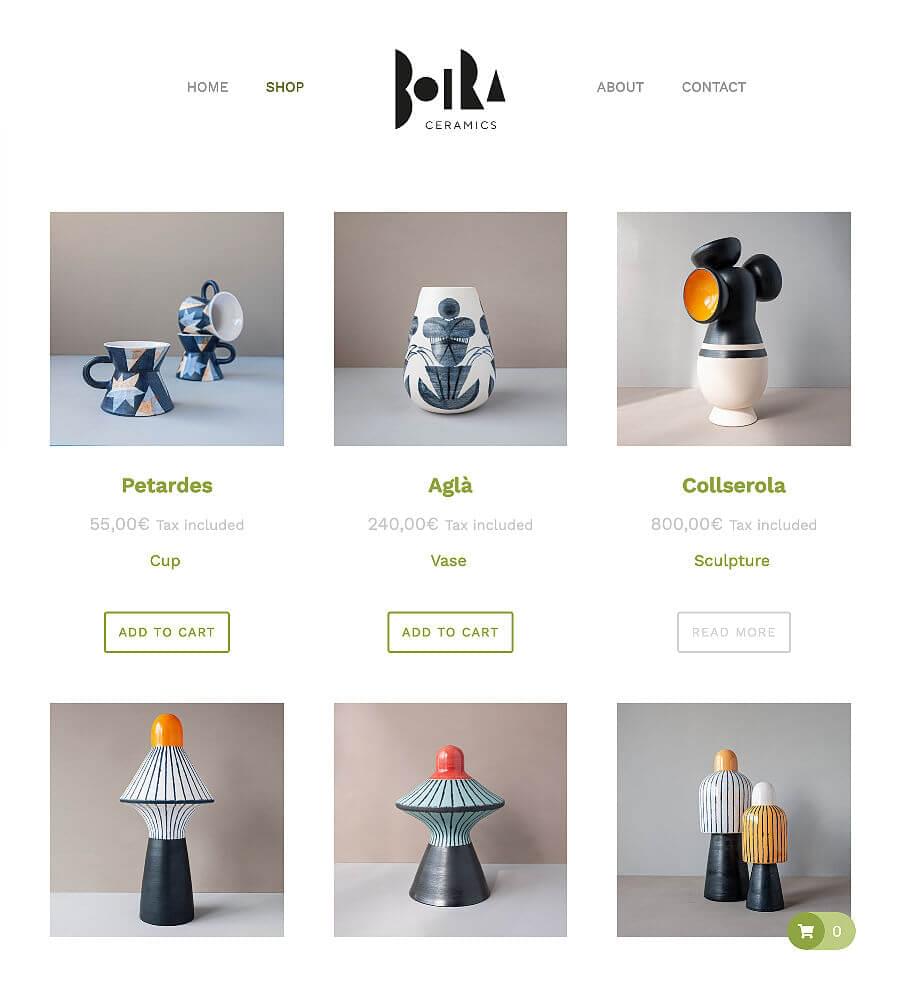 HOME SHOP BOIRA ABOUT CONTACT
CERAMICS
Petardes
55,00€ Tax included
Cup
ADD TO CART
Aglà
240,00€ Tax included
Vase
ADD TO CART
Collserola
800,00€ Tax included
Sculpture
READ MORE
0